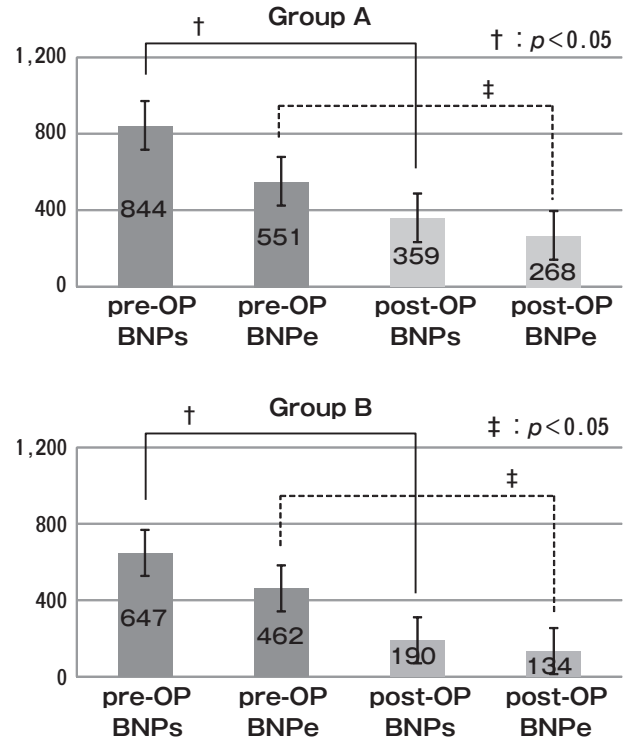 Group A
† : p<0.05
†
‡
1,200
800
400
0
844
551
359
268
pre-OP BNPs
pre-OP BNPe
post-OP BNPs
post-OP BNPe
Group B
‡ : p<0.05
†
‡
1,200
800
400
0
647
462
190
134
pre-OP BNPs
pre-OP BNPe
post-OP BNPs
post-OP BNPe